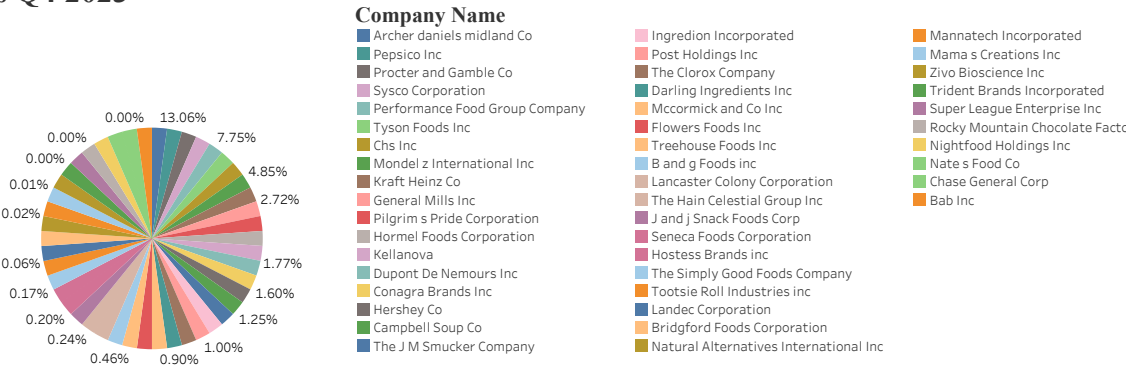 Q4 2023
Company Name
Archer daniels midland Co
Pepsico Inc
Procter and Gamble Co
Sysco Corporation
Performance Food Group Company
Tyson Foods Inc
Chs Inc
Mondel z International Inc
Kraft Heinz Co
General Mills Inc
Pilgrim s Pride Corporation
Hormel Foods Corporation
Kellanova
Dupont De Nemours Inc
Conagra Brands Inc
Hershey Co
Campbell Soup Co
The J M Smucker Company
Ingredion Incorporated
Post Holdings Inc
The Clorox Company
Darling Ingredients Inc
Mccormick and Co Inc
Flowers Foods Inc
Treehouse Foods Inc
B and g Foods inc
Lancaster Colony Corporation
The Hain Celestial Group Inc
J and j Snack Foods Corp
Seneca Foods Corporation
Hostess Brands inc
The Simply Good Foods Company
Tootsie Roll Industries inc
Landec Corporation
Bridgford Foods Corporation
Natural Alternatives International Inc
Mannatech Incorporated
Mama s Creations Inc
Zivo Bioscience Inc
Trident Brands Incorporated
Super League Enterprise Inc
Rocky Mountain Chocolate Facto
Nightfood Holdings Inc
Nate s Food Co
Chase General Corp
Bab Inc
0.00%
13.06%
7.75%
4.85%
2.72%
1.77%
1.60%
1.25%
1.00%
0.90%
0.46%
0.24%
0.20%
0.17%
0.06%
0.02%
0.01%
0.00%
0.00%